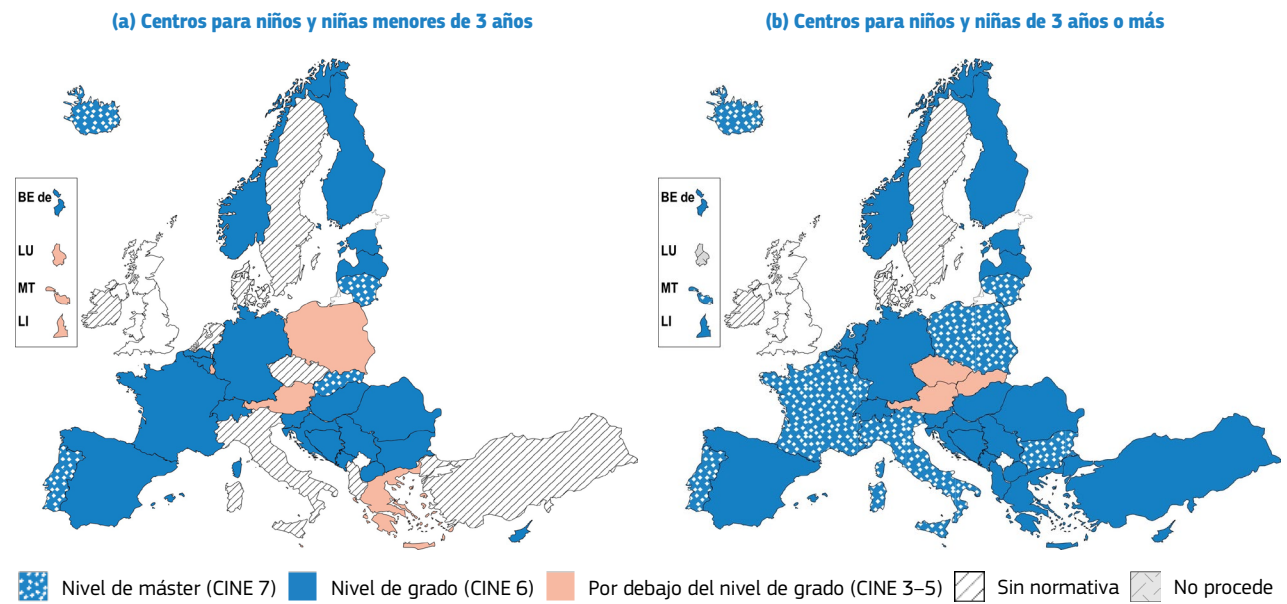 (a) Centros para niños y niñas menores de 3 años
(b) Centros para niños y niñas de 3 años o más
BE de
LU
MT
LI
BE de
LU
MT
LI
Nivel de máster (CINE 7)
Nivel de grado (CINE 6)
Por debajo del nivel de grado (CINE 3–5)
Sin normativa
No procede